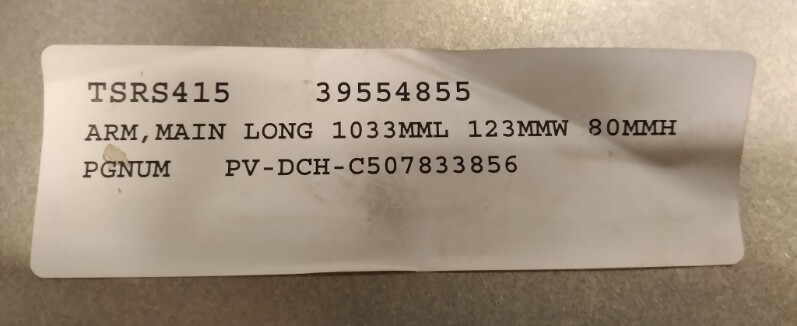 TSRS415 39554855
ARM,MAIN LONG 1033MML 123MMW 80MMH
PGNUM PV-DCH-C507833856